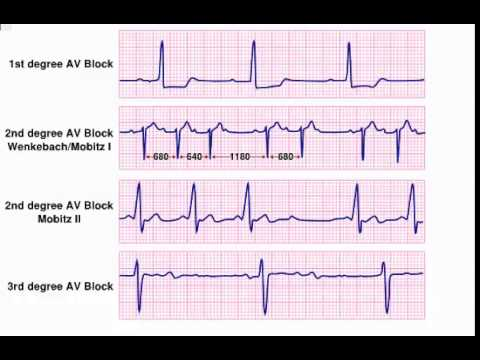 1st degree AV Block
2nd degree AV Block
Wenkebach/Mobitz I
680 640 1180 680
2nd degree AV Block
Mobitz II
3rd degree AV Block